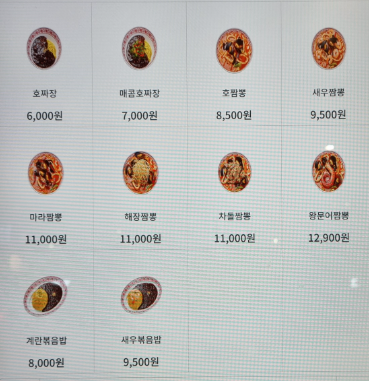 호짜장 매콤호짜장 호짬뽕 새우짬뽕
6,000원 7,000원 8,500원 9,500원
마라짬뽕 해장짬뽕 차돌짬뽕 왕문어짬뽕
11,000원 11,000원 11,000원 12,900원
계란볶음밥 새우볶음밥
8,000원 9,500원